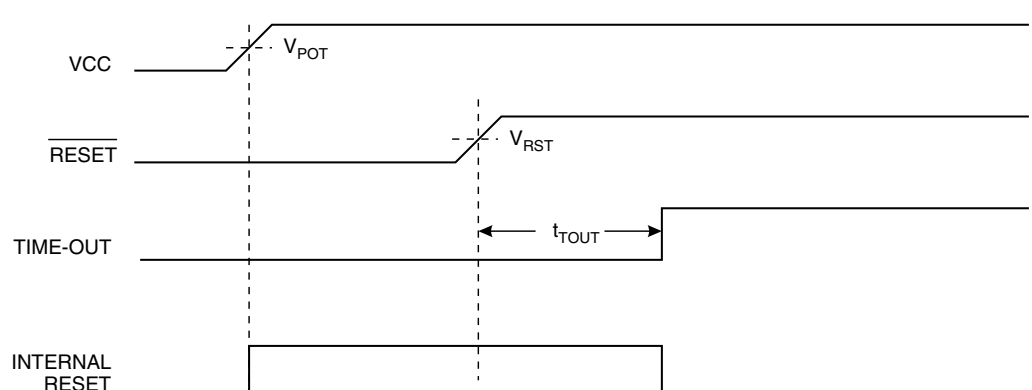 VCC
V_POT
RESET
V_RST
TIME-OUT
t_TOUT
INTERNAL
RESET